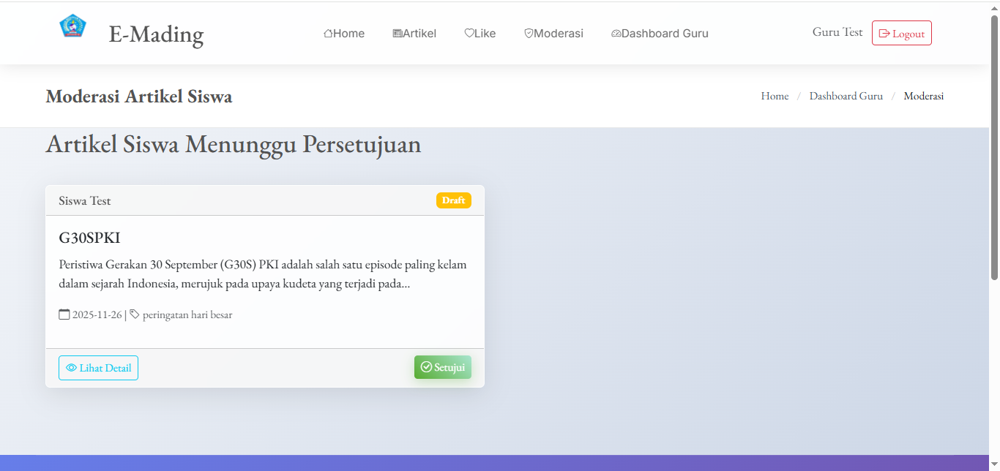 E-Mading
Home Artikel Like Moderasi Dashboard Guru
Guru Test Logout
Moderasi Artikel Siswa
Home / Dashboard Guru / Moderasi
Artikel Siswa Menunggu Persetujuan
Siswa Test Draft
G30SPKI
Peristiwa Gerakan 30 September (G30S) PKI adalah salah satu episode paling kelam
dalam sejarah Indonesia, merujuk pada upaya kudeta yang terjadi pada...
2025-11-26 | peringatan hari besar
Lihat Detail Setujui